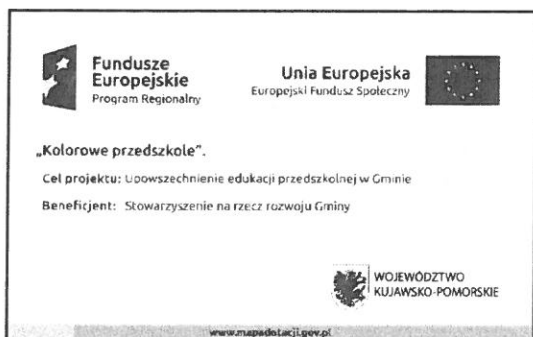 Fundusze
Europejskie
Program Regionalny
Unia Europejska
Europejski Fundusz Społeczny
„Kolorowe przedszkole”.
Cel projektu: Upowszechnienie edukacji przedszkolnej w Gminie
Beneficjent: Stowarzyszenie na rzecz rozwoju Gminy
WOJEWÓDZTWO
KUJAWSKO-POMORSKIE
www.mapadotacji.gov.pl